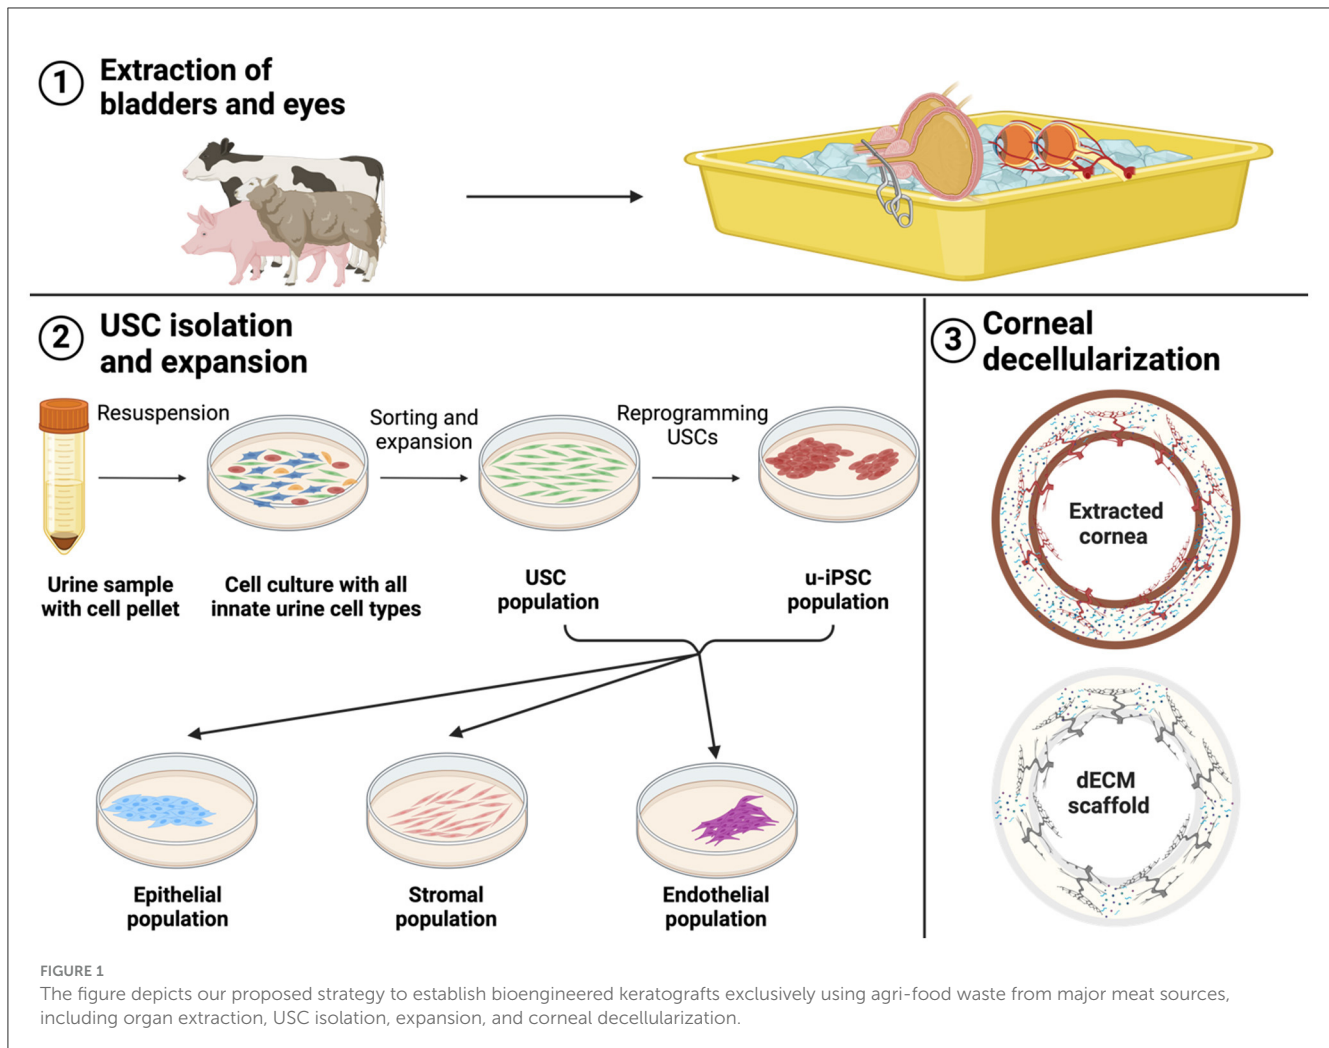 1
Extraction of
bladders and eyes
2
USC isolation
and expansion
Resuspension
Sorting and
expansion
Reprogramming
USCs
Urine sample
with cell pellet
Cell culture with all
innate urine cell types
USC
population
u-iPSC
population
Epithelial
population
Stromal
population
Endothelial
population
3
Corneal
decellularization
Extracted
cornea
dECM
scaffold
FIGURE 1
The figure depicts our proposed strategy to establish bioengineered keratografts exclusively using agri-food waste from major meat sources,
including organ extraction, USC isolation, expansion, and corneal decellularization.